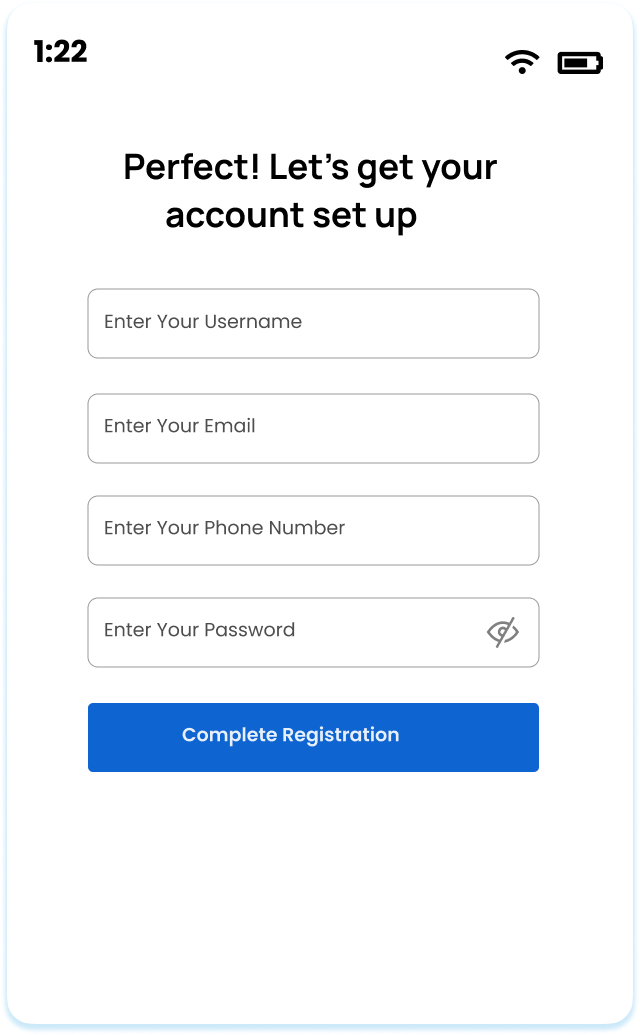 1:22
Perfect! Let's get your
account set up
Enter Your Username
Enter Your Email
Enter Your Phone Number
Enter Your Password
Complete Registration